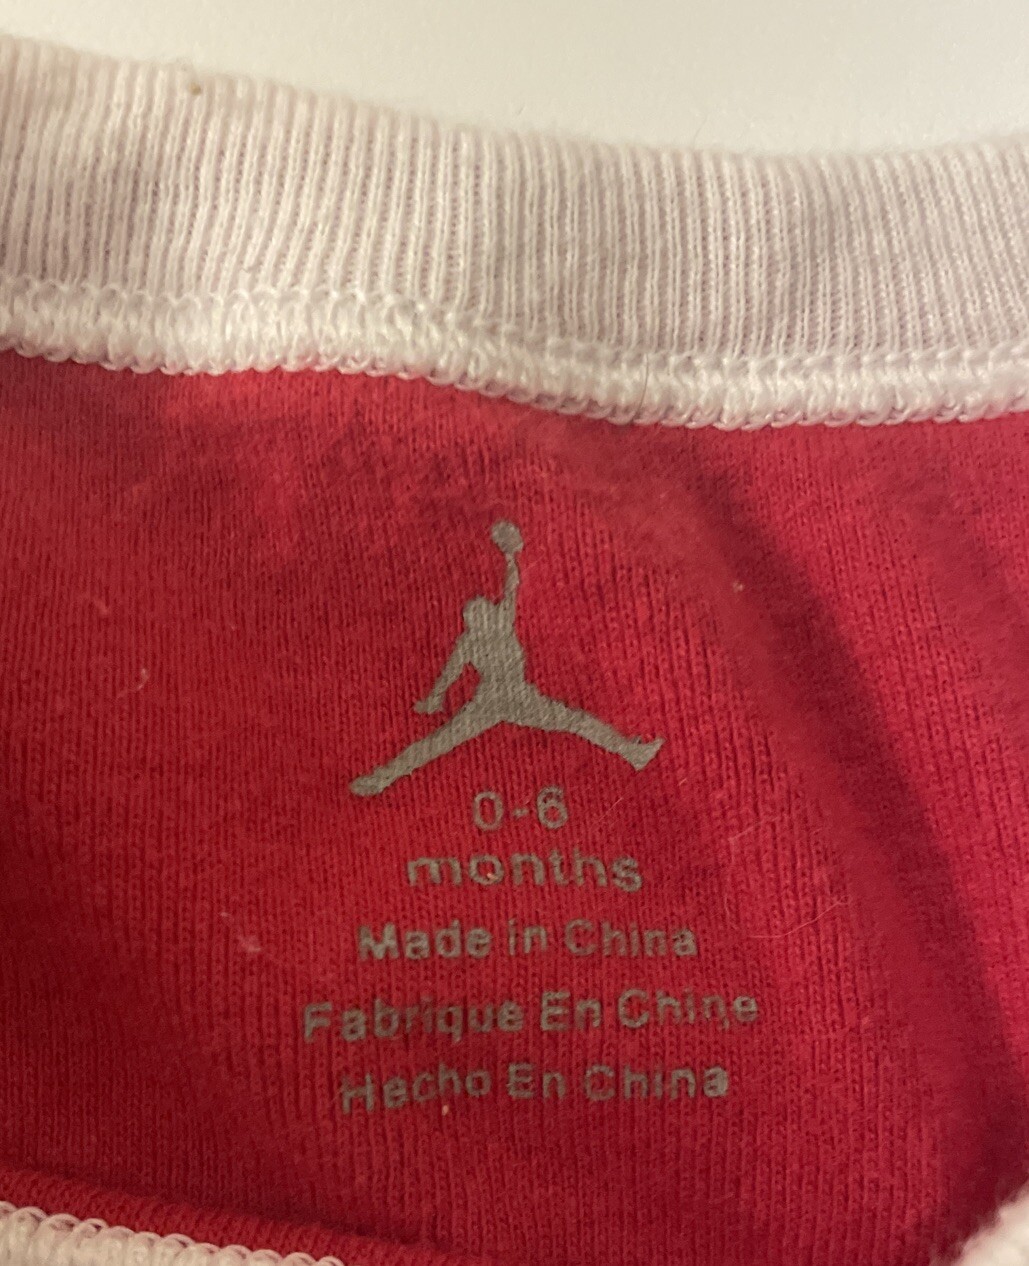 0-6
months
Made in China
Fabrique En Chine
Hecho En China